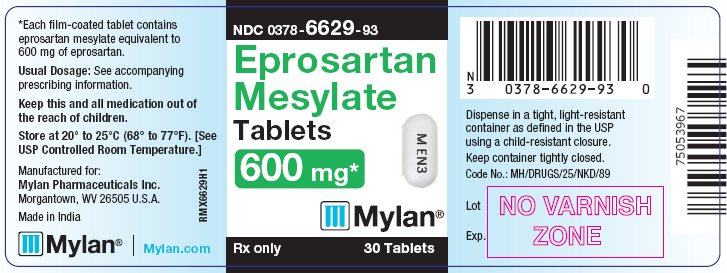 *Each film-coated tablet contains
eprosartan mesylate equivalent to
600 mg of eprosartan.
Usual Dosage: See accompanying
prescribing information.
Keep this and all medication out of
the reach of children.
Store at 20° to 25°C (68° to 77°F). [See
USP Controlled Room Temperature.]
Manufactured for:
Mylan Pharmaceuticals Inc.
Morgantown, WV 26505 U.S.A.
Made in India
RMX6629H1
Mylan®
Mylan.com
NDC 0378-6629-93
Eprosartan
Mesylate
Tablets
600 mg*
MEN3
Mylan®
Rx only 30 Tablets
N
3 0378-6629-93 0
Dispense in a tight, light-resistant
container as defined in the USP
using a child-resistant closure.
Keep container tightly closed.
Code No.: MH/DRUGS/25/NKD/89
Lot
Exp.
NO VARNISH
ZONE
75053967